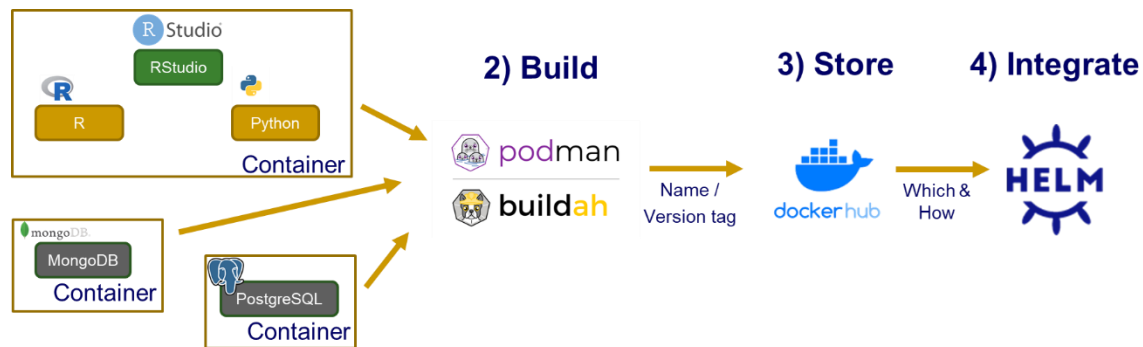 R Studio®
RStudio
R
R
Python
Container
mongoDB.
MongoDB
Container
PostgreSQL
Container
2) Build
podman
buildah
Name /
Version tag
3) Store
dockerhub
Which &
How
4) Integrate
HELM